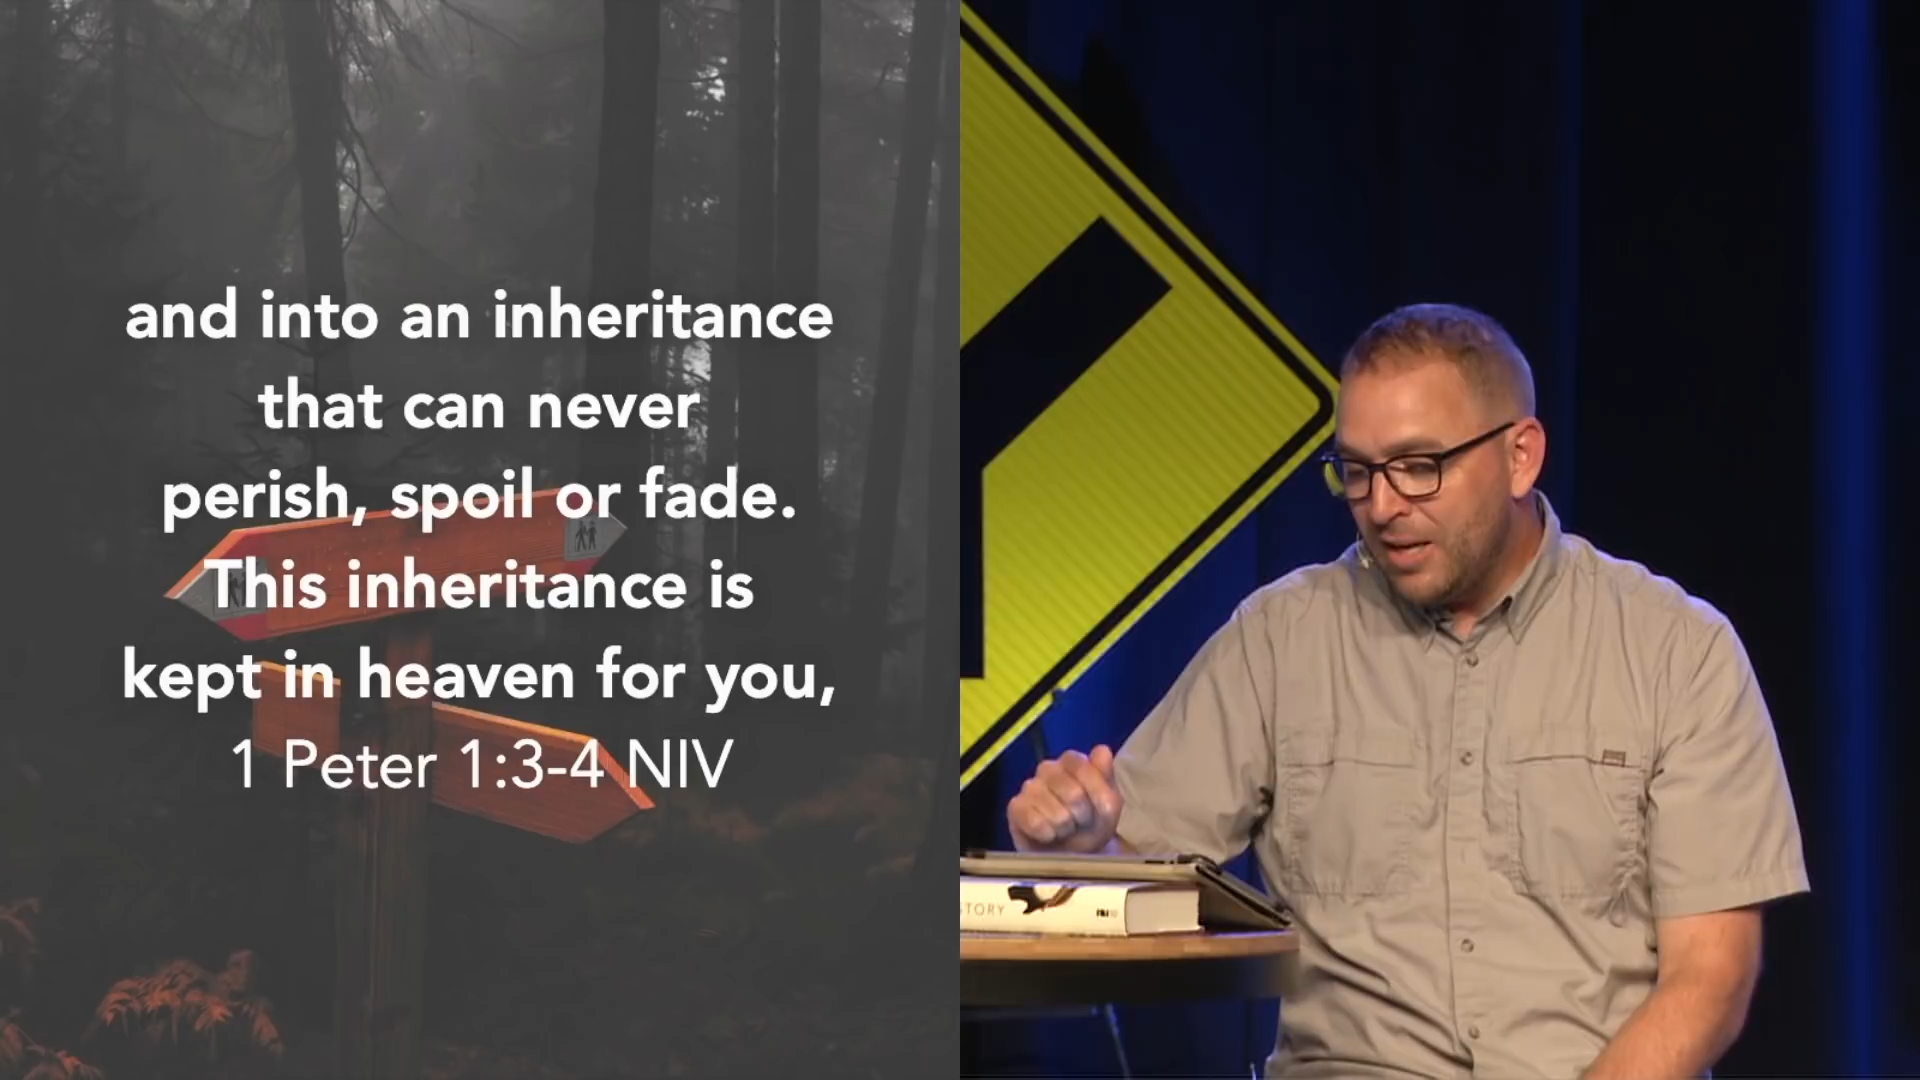 and into an inheritance
that can never
perish, spoil or fade.
This inheritance is
kept in heaven for you,
1 Peter 1:3-4 NIV
STORY